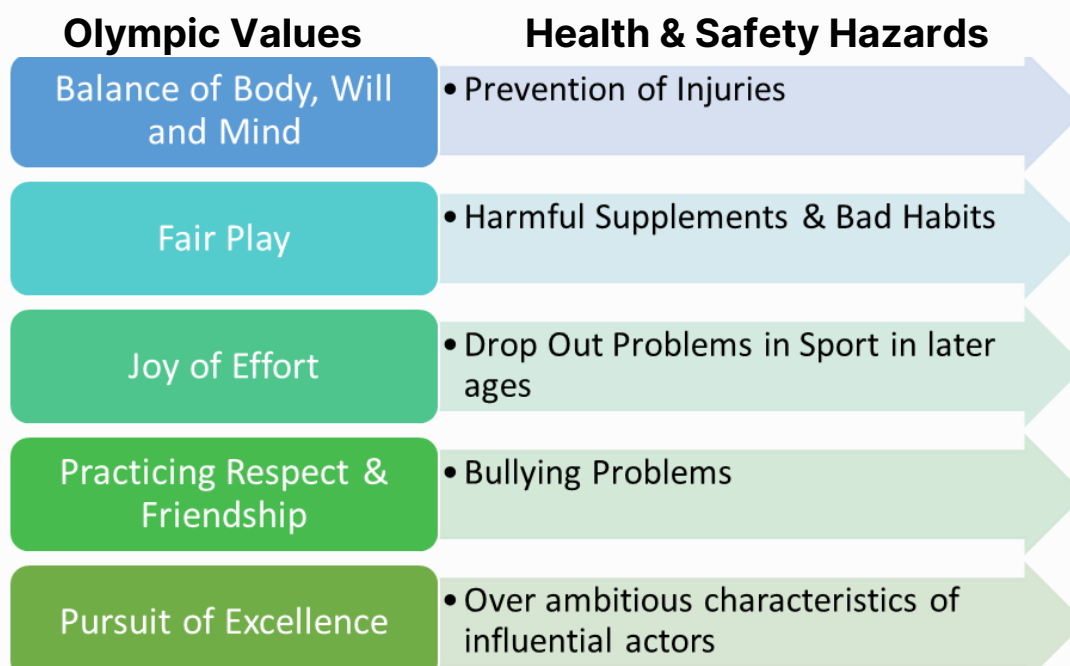 Olympic Values
Health & Safety Hazards
Balance of Body, Will
and Mind
• Prevention of Injuries
Fair Play
• Harmful Supplements & Bad Habits
Joy of Effort
• Drop Out Problems in Sport in later
ages
Practicing Respect &
Friendship
• Bullying Problems
Pursuit of Excellence
• Over ambitious characteristics of
influential actors